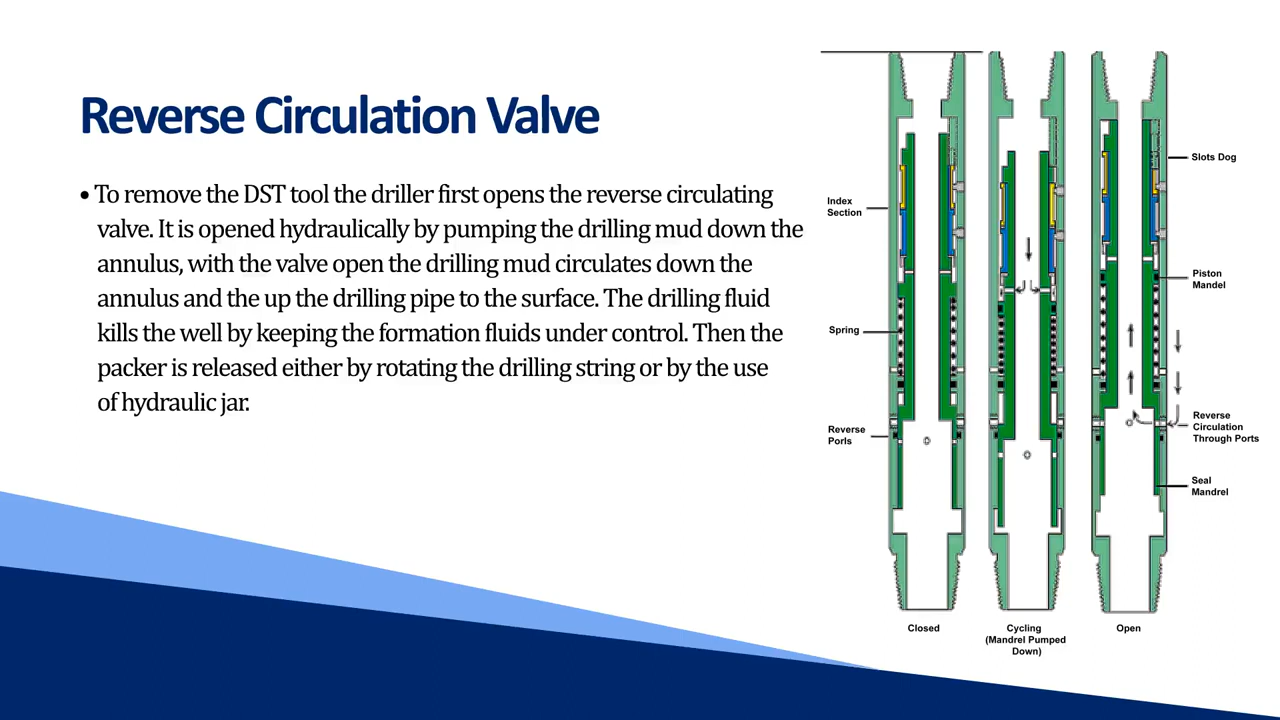 Reverse Circulation Valve
• To remove the DST tool the driller first opens the reverse circulating
valve. It is opened hydraulically by pumping the drilling mud down the
annulus, with the valve open the drilling mud circulates down the
annulus and the up the drilling pipe to the surface. The drilling fluid
kills the well by keeping the formation fluids under control. Then the
packer is released either by rotating the drilling string or by the use
of hydraulic jar.
Index
Section
Spring
Reverse
Porls
Slots Dog
Piston
Mandel
Reverse
Circulation
Through Ports
Seal
Mandrel
Closed
Cycling
(Mandrel Pumped
Down)
Open